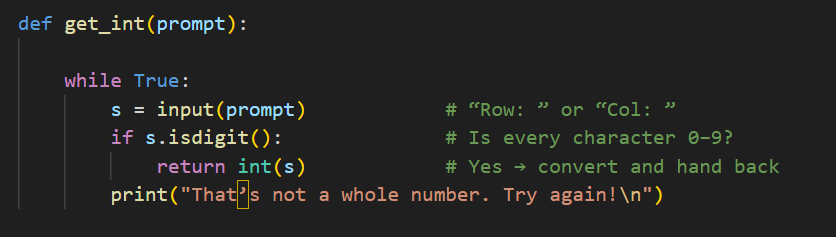 def get_int(prompt):
while True:
s = input(prompt) # “Row: ” or “Col: ”
if s.isdigit(): # Is every character 0–9?
return int(s) # Yes → convert and hand back
print("That’s not a whole number. Try again!\n")